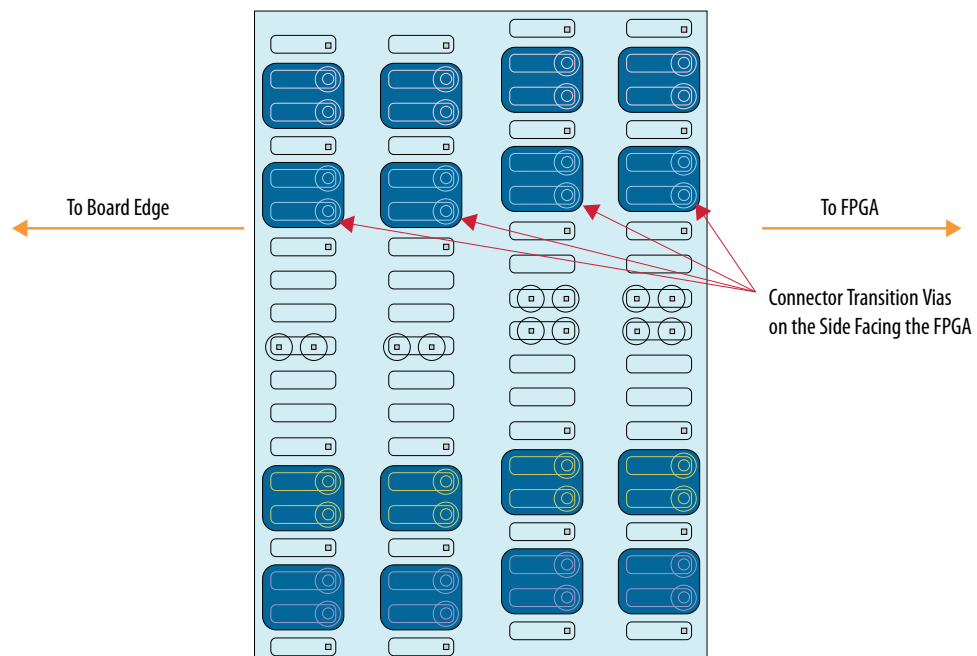 To Board Edge
To FPGA
Connector Transition Vias
on the Side Facing the FPGA